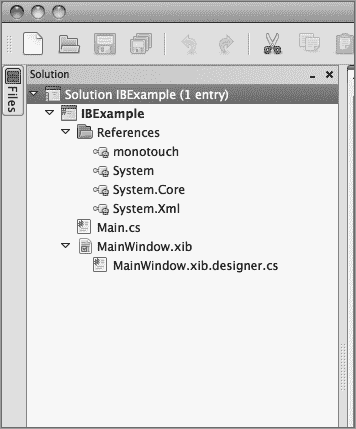 Solution
Files
Solution IBExample (1 entry)
IBExample
References
monotouch
System
System.Core
System.Xml
Main.cs
MainWindow.xib
MainWindow.xib.designer.cs